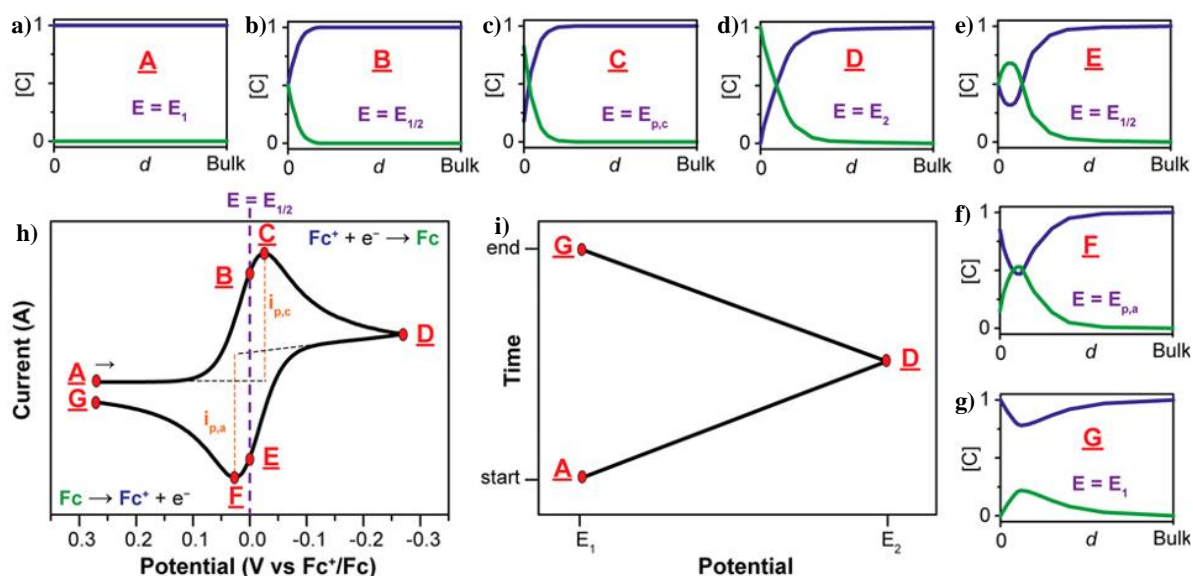 a)
1
[C]
0
A
E = E1
0
d
Bulk
b)
1
[C]
0
B
E = E1/2
0
d
Bulk
c)
1
[C]
0
C
E = Ep,c
0
d
Bulk
d)
1
[C]
0
D
E = E2
0
d
Bulk
e)
1
[C]
0
E
E = E1/2
0
d
Bulk
E = E1/2
h)
C
Fc⁺ + e⁻ → Fc
B
ip,c
D
A →
G
ip,a
E
F
Fc → Fc⁺ + e⁻
Current (A)
0.3 0.2 0.1 0.0 -0.1 -0.2 -0.3
Potential (V vs Fc⁺/Fc)
i)
end
G
D
Time
A
start
E1
E2
Potential
f)
1
[C]
0
F
E = Ep,a
0
d
Bulk
g)
1
[C]
0
G
E = E1
0
d
Bulk